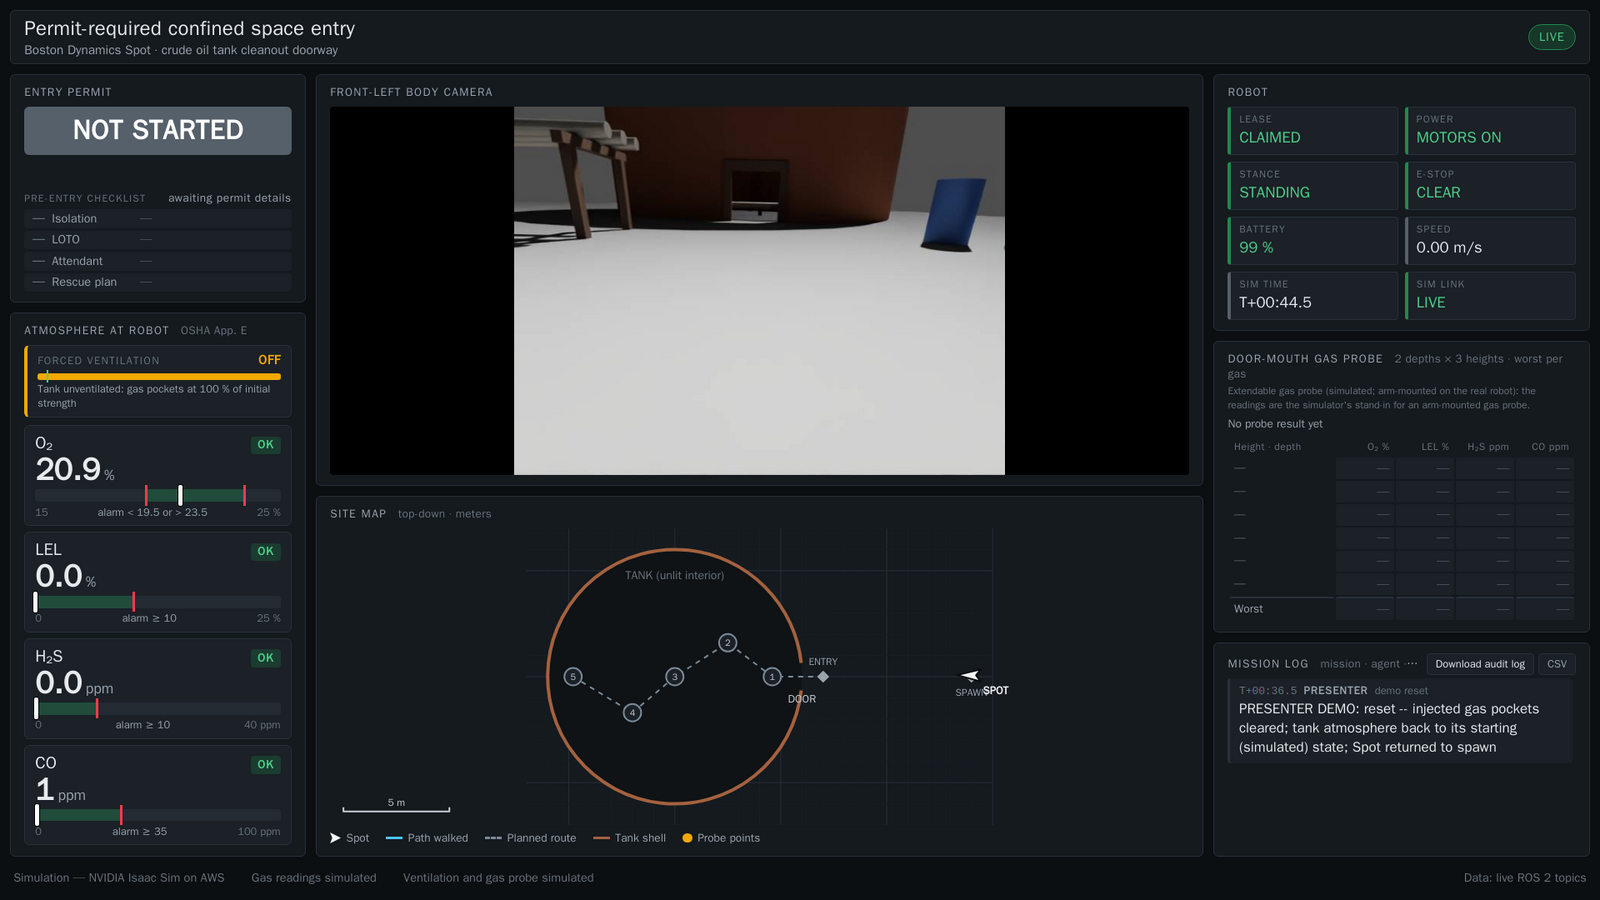 Permit-required confined space entry
Boston Dynamics Spot · crude oil tank cleanout doorway
LIVE
ENTRY PERMIT
NOT STARTED
PRE-ENTRY CHECKLIST awaiting permit details
— Isolation —
— LOTO —
— Attendant —
— Rescue plan —
ATMOSPHERE AT ROBOT OSHA App. E
FORCED VENTILATION OFF
Tank unventilated: gas pockets at 100 % of initial
strength
O₂ OK
20.9 %
15 alarm < 19.5 or > 23.5 25 %
LEL OK
0.0 %
0 alarm ≥ 10 25 %
H₂S OK
0.0 ppm
0 alarm ≥ 10 40 ppm
CO OK
1 ppm
0 alarm ≥ 35 100 ppm
FRONT-LEFT BODY CAMERA
SITE MAP top-down · meters
TANK (unlit interior)
2
ENTRY
5 3 1
SPAWN SPOT
DOOR
4
5 m
Spot Path walked Planned route Tank shell Probe points
ROBOT
LEASE POWER
CLAIMED MOTORS ON
STANCE E-STOP
STANDING CLEAR
BATTERY SPEED
99 % 0.00 m/s
SIM TIME SIM LINK
T+00:44.5 LIVE
DOOR-MOUTH GAS PROBE 2 depths × 3 heights · worst per
gas
Extendable gas probe (simulated; arm-mounted on the real robot): the
readings are the simulator's stand-in for an arm-mounted gas probe.
No probe result yet
Height · depth O₂ % LEL % H₂S ppm CO ppm
— — — — —
— — — — —
— — — — —
— — — — —
— — — — —
— — — — —
Worst — — — —
MISSION LOG mission · agent ·… Download audit log CSV
T+00:36.5 PRESENTER demo reset
PRESENTER DEMO: reset -- injected gas pockets
cleared; tank atmosphere back to its starting
(simulated) state; Spot returned to spawn
Simulation — NVIDIA Isaac Sim on AWS Gas readings simulated Ventilation and gas probe simulated Data: live ROS 2 topics